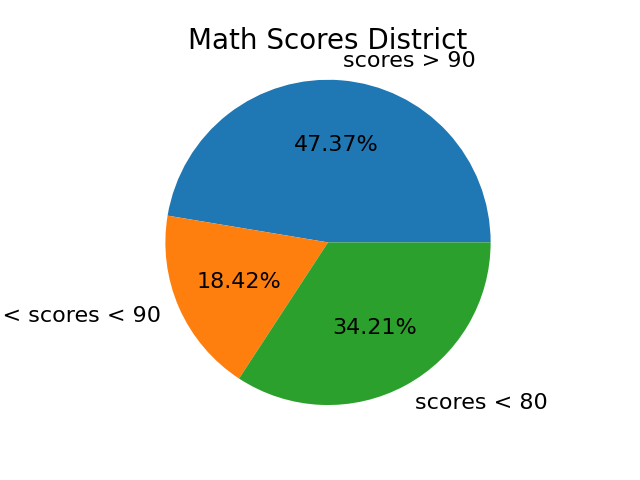 Math Scores District
scores > 90
47.37%
18.42%
< scores < 90
34.21%
scores < 80